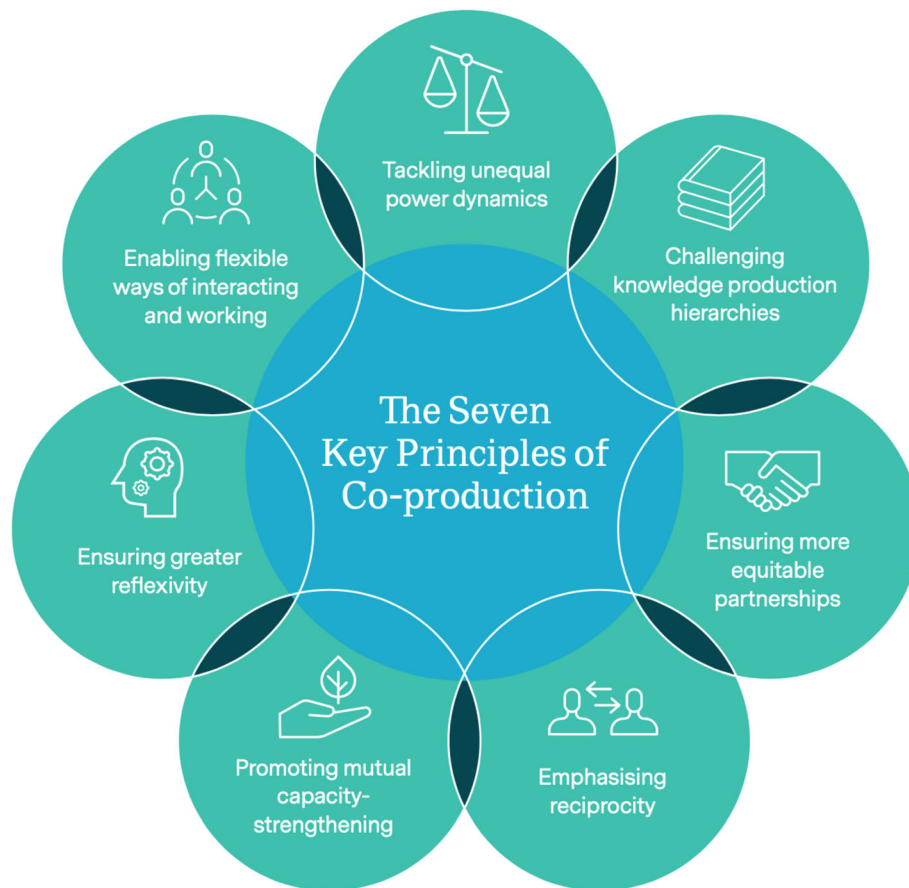 Tackling unequal
power dynamics
Challenging
knowledge production
hierarchies
Ensuring more
equitable
partnerships
Emphasising
reciprocity
Promoting mutual
capacity-
strengthening
Ensuring greater
reflexivity
Enabling flexible
ways of interacting
and working
The Seven
Key Principles of
Co-production